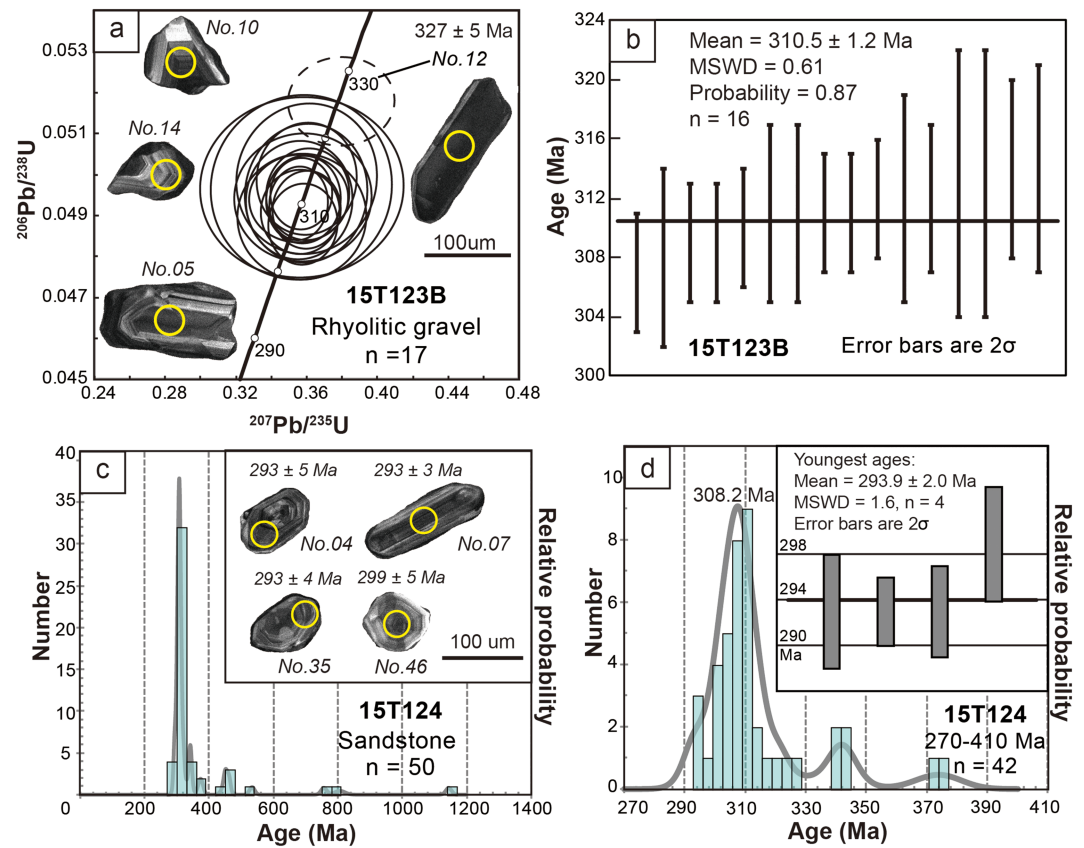 a
No.10
327 ± 5 Ma
No.12
330
0.053
0.051
0.049
0.047
0.045
²⁰⁶Pb/²³⁸U
No.14
310
100um
No.05
15T123B
Rhyolitic gravel
n =17
290
0.24
0.28
0.32
0.36
0.40
0.44
0.48
²⁰⁷Pb/²³⁵U
b
Mean = 310.5 ± 1.2 Ma
MSWD = 0.61
Probability = 0.87
n = 16
324
320
316
312
308
304
300
Age (Ma)
15T123B
Error bars are 2σ
c
40
35
30
25
20
15
10
5
0
Number
293 ± 5 Ma
293 ± 3 Ma
No.04
No.07
293 ± 4 Ma
299 ± 5 Ma
No.35
No.46
100 um
15T124
Sandstone
n = 50
Relative probability
0
200
400
600
800
1000
1200
1400
Age (Ma)
d
308.2 Ma
Youngest ages:
Mean = 293.9 ± 2.0 Ma
MSWD = 1.6, n = 4
Error bars are 2σ
298
294
290
Ma
10
8
6
4
2
0
Number
15T124
270-410 Ma
n = 42
Relative probability
270
290
310
330
350
370
390
410
Age (Ma)